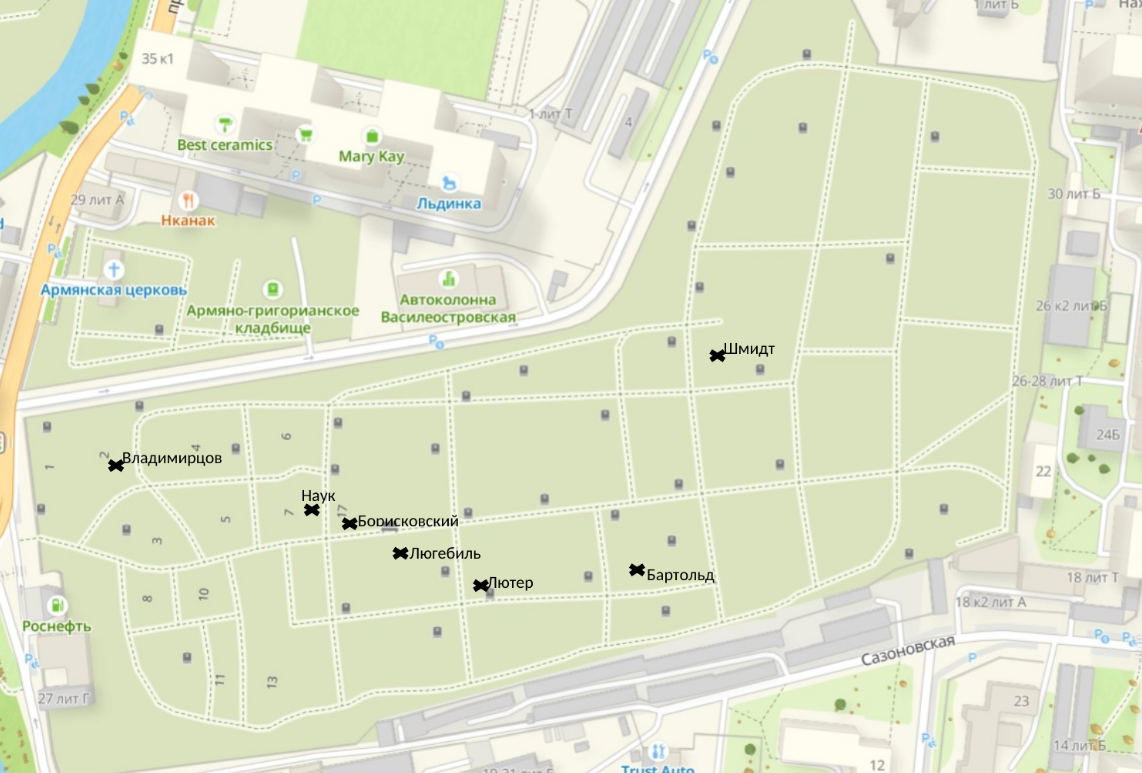 пр
1 лит Б
Нах
35 к1
P
P
1 лит Т
4
Best ceramics
Mary Kay
P
P
Льдинка
29 лит А
Нканак
30 лит Б
P
Армянская церковь
Армяно-григорианское
кладбище
Автоколонна
Василеостровская
26 к2 лит Б
P
Шмидт
26-28 лит Т
24Б
6
4
2
Владимирцов
1
22
Наук
7
17
Борисковский
5
3
Люгебиль
Лютер
Бартольд
18 лит Т
8
10
18 к2 лит А
Роснефть
P
Сазоновская
P
P
P
11
13
27 лит Г
23
14 лит Б
P
12
19-21 лит Б
Trust Auto